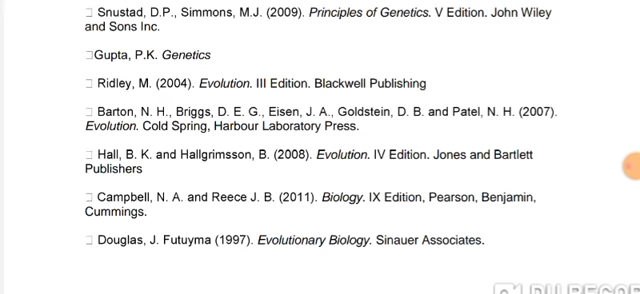 Snustad, D.P., Simmons, M.J. (2009). Principles of Genetics. V Edition. John Wiley
and Sons Inc.
Gupta, P.K. Genetics
Ridley, M. (2004). Evolution. III Edition. Blackwell Publishing
Barton, N. H., Briggs, D. E. G., Eisen, J. A., Goldstein, D. B. and Patel, N. H. (2007).
Evolution. Cold Spring, Harbour Laboratory Press.
Hall, B. K. and Hallgrimsson, B. (2008). Evolution. IV Edition. Jones and Bartlett
Publishers
Campbell, N. A. and Reece J. B. (2011). Biology. IX Edition, Pearson, Benjamin,
Cummings.
Douglas, J. Futuyma (1997). Evolutionary Biology. Sinauer Associates.